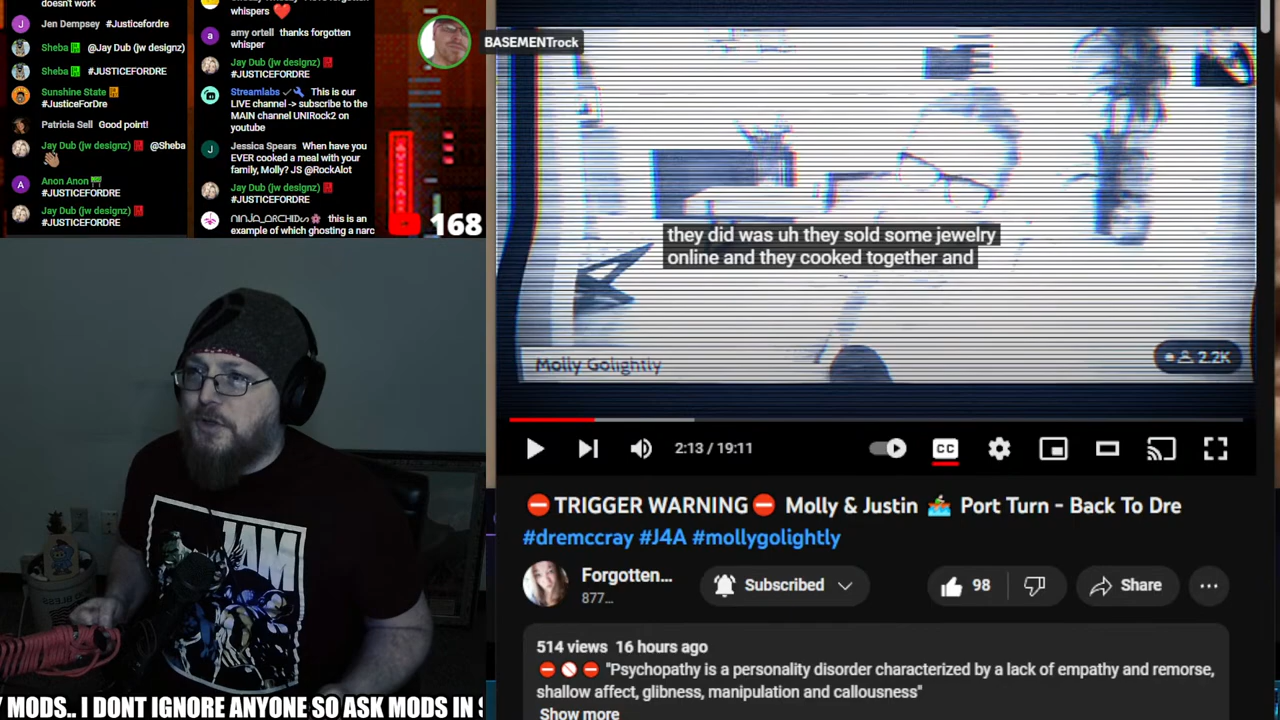 doesn't work
Jen Dempsey #Justicefordre
Sheba @Jay Dub (jw designz)
Sheba #JUSTICEFORDRE
Sunshine State
#JusticeForDre
Patricia Sell Good point!
Jay Dub (jw designz) @Sheba
Anon Anon
#JUSTICEFORDRE
Jay Dub (jw designz)
#JUSTICEFORDRE
whispers
amy ortell thanks forgotten
whisper
Jay Dub (jw designz)
#JUSTICEFORDRE
Streamlabs This is our
LIVE channel -> subscribe to the
MAIN channel UNIRock2 on
youtube
Jessica Spears When have you
EVER cooked a meal with your
family, Molly? JS @RockAlot
Jay Dub (jw designz)
#JUSTICEFORDRE
this is an
example of which ghosting a narc
168
BASEMENTrock
they did was uh they sold some jewelry
online and they cooked together and
Molly Golightly
2.2K
2:13 / 19:11
CC
⛔TRIGGER WARNING⛔ Molly & Justin 🚣 Port Turn - Back To Dre
#dremccray #J4A #mollygolightly
Forgotten...
877...
Subscribed
98
Share
514 views 16 hours ago
⛔🚫⛔ "Psychopathy is a personality disorder characterized by a lack of empathy and remorse,
shallow affect, glibness, manipulation and callousness"
Show more
JAM
MODS.. I DONT IGNORE ANYONE SO ASK MODS IN